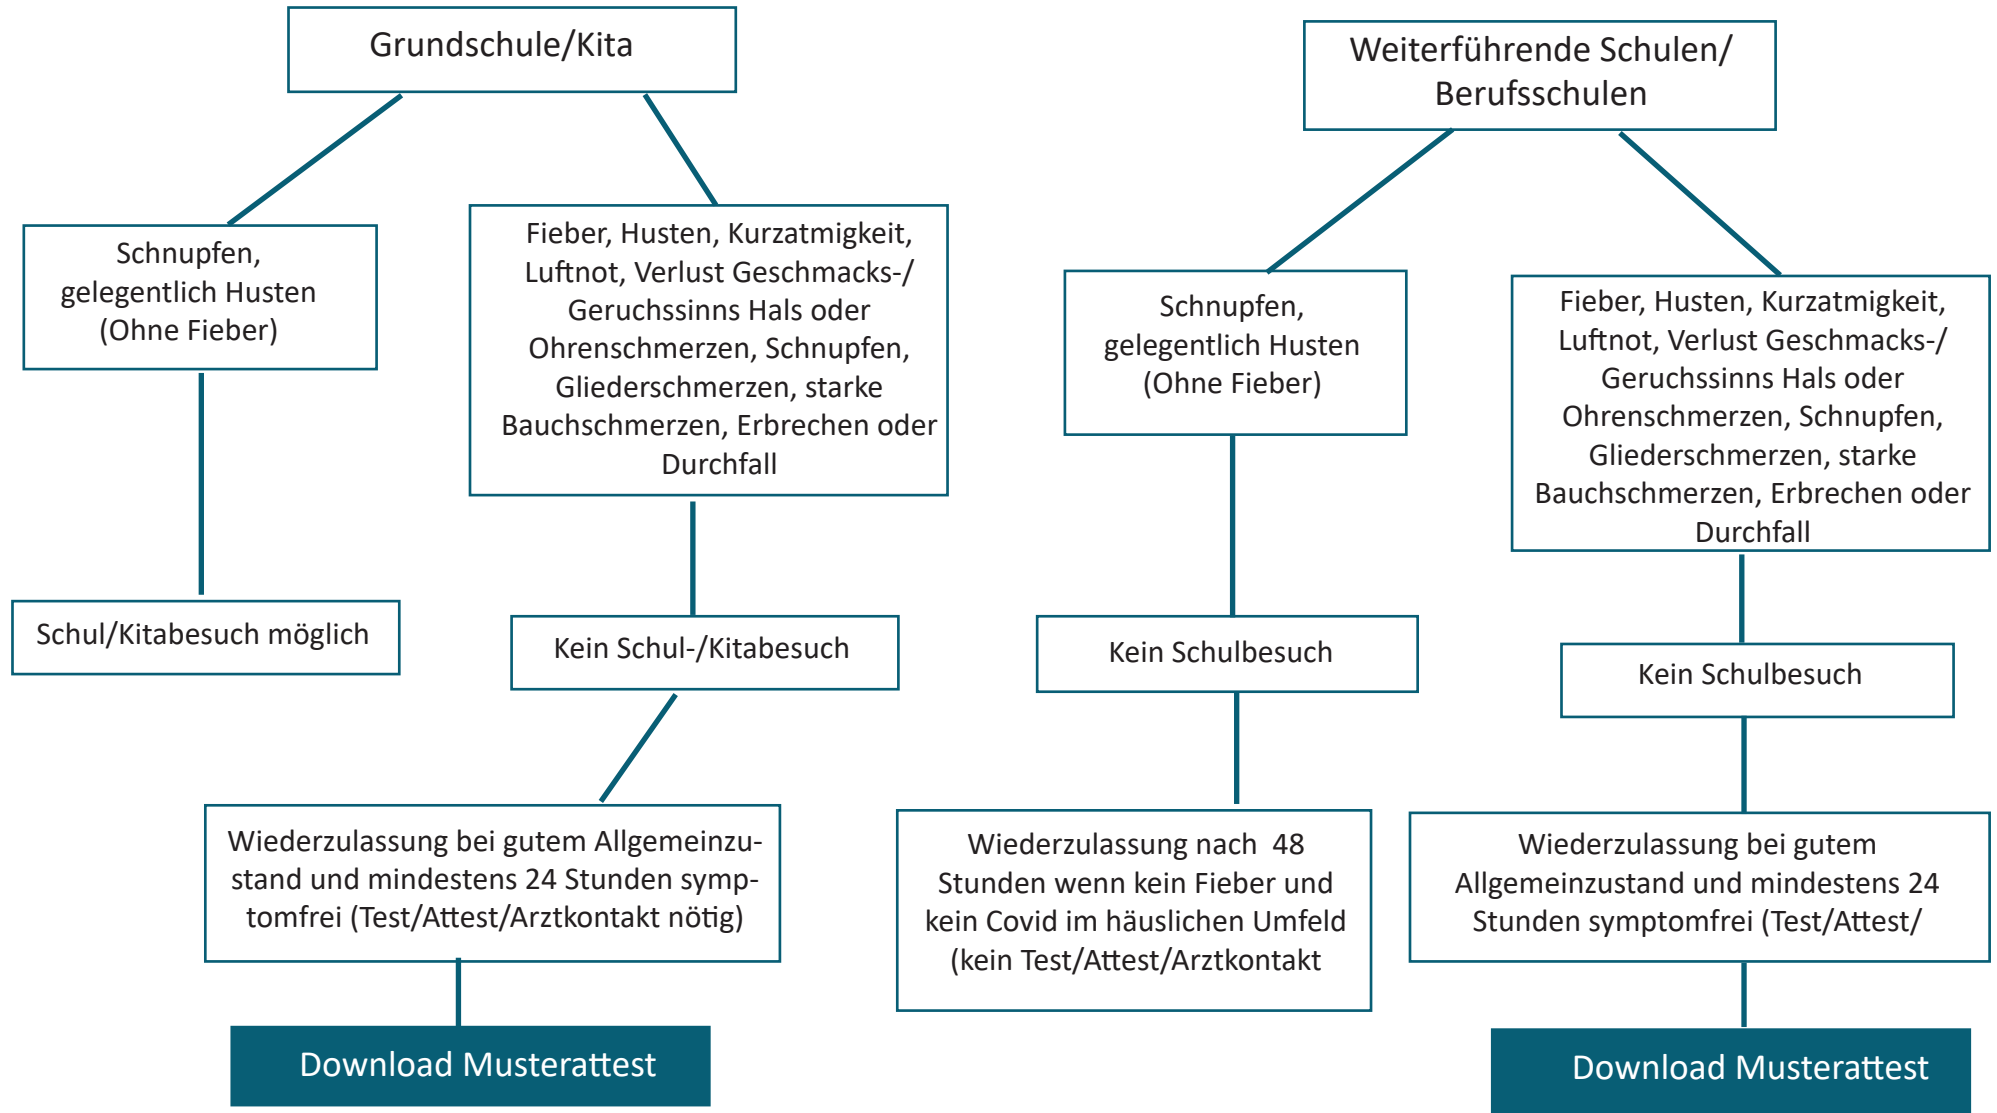 Grundschule/Kita
Schnupfen,
gelegentlich Husten
(Ohne Fieber)
Schul/Kitabesuch möglich
Fieber, Husten, Kurzatmigkeit,
Luftnot, Verlust Geschmacks-/
Geruchssinns Hals oder
Ohrenschmerzen, Schnupfen,
Gliederschmerzen, starke
Bauchschmerzen, Erbrechen oder
Durchfall
Kein Schul-/Kitabesuch
Wiederzulassung bei gutem Allgemeinzu-
stand und mindestens 24 Stunden symp-
tomfrei (Test/Attest/Arztkontakt nötig)
Download Musterattest
Weiterführende Schulen/
Berufsschulen
Schnupfen,
gelegentlich Husten
(Ohne Fieber)
Kein Schulbesuch
Wiederzulassung nach  48
Stunden wenn kein Fieber und
kein Covid im häuslichen Umfeld
(kein Test/Attest/Arztkontakt
Fieber, Husten, Kurzatmigkeit,
Luftnot, Verlust Geschmacks-/
Geruchssinns Hals oder
Ohrenschmerzen, Schnupfen,
Gliederschmerzen, starke
Bauchschmerzen, Erbrechen oder
Durchfall
Kein Schulbesuch
Wiederzulassung bei gutem
Allgemeinzustand und mindestens 24
Stunden symptomfrei (Test/Attest/
Download Musterattest